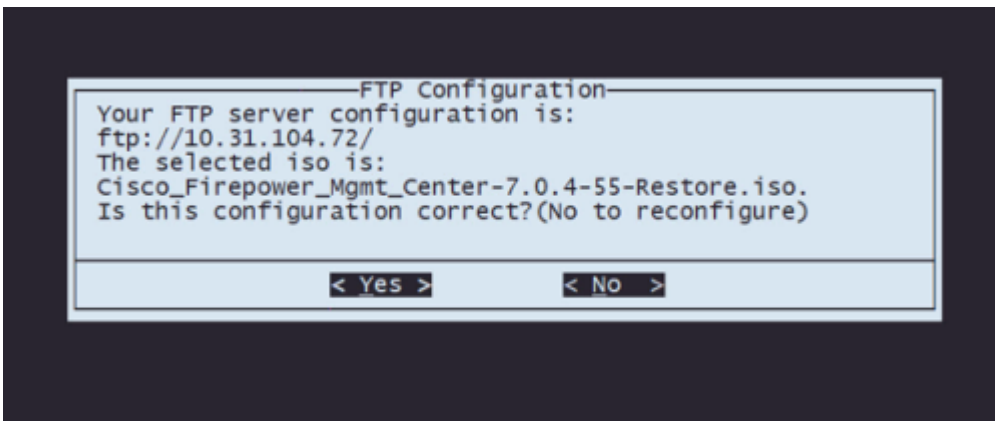 FTP Configuration
Your FTP server configuration is:
ftp://10.31.104.72/
The selected iso is:
Cisco_Firepower_Mgmt_Center-7.0.4-55-Restore.iso.
Is this configuration correct?(No to reconfigure)
< Yes > < No >